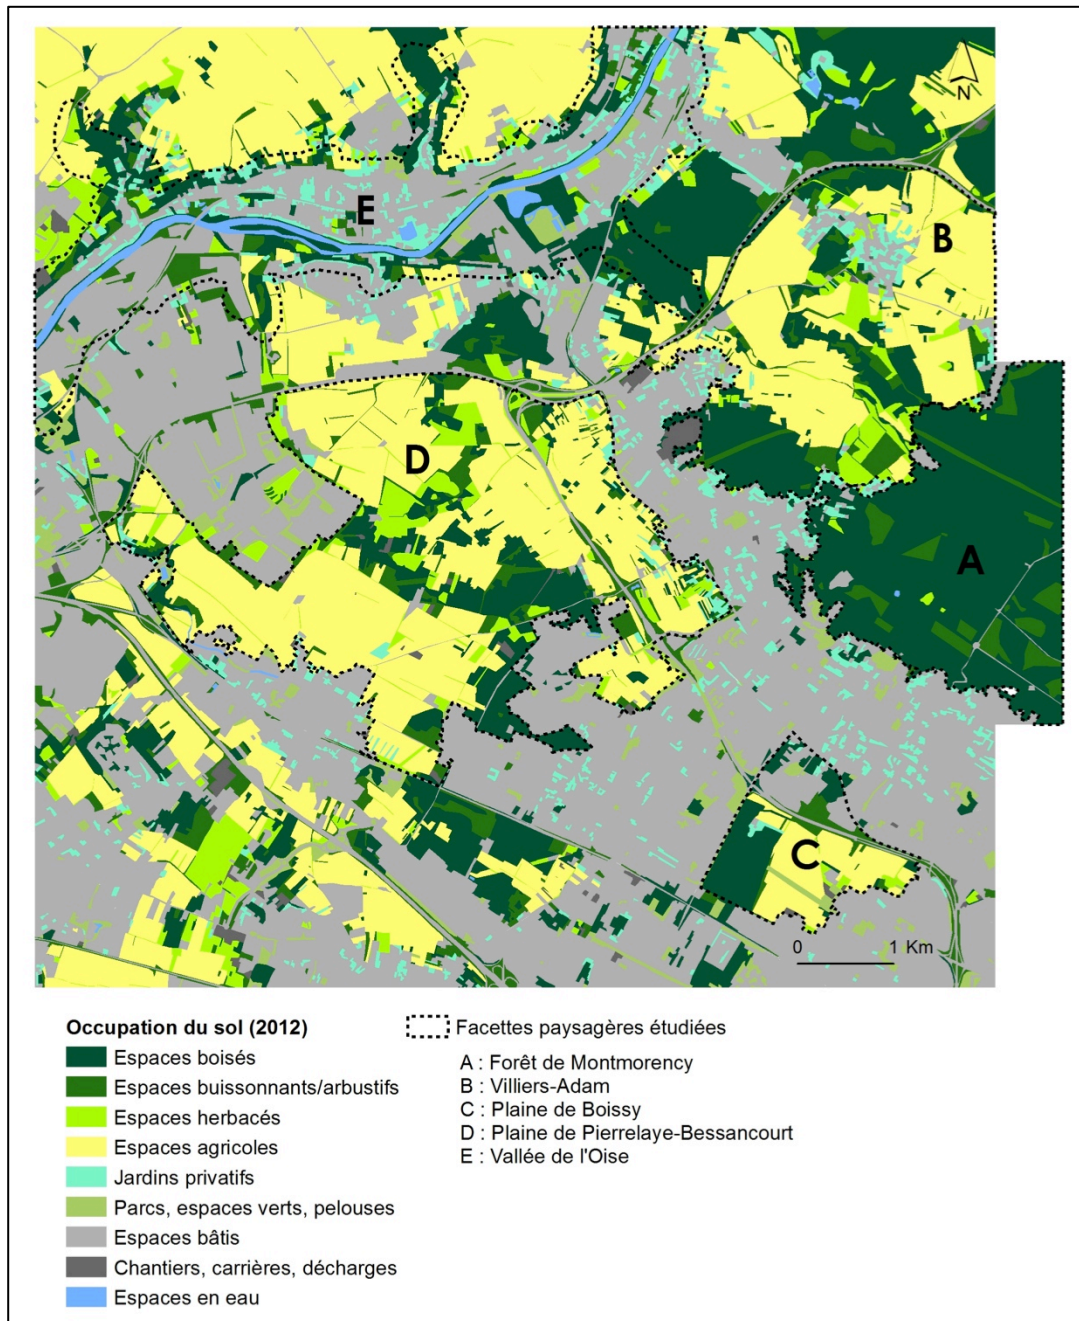 N
B
E
D
A
C
0 1 Km
Occupation du sol (2012)
Espaces boisés
Espaces buissonnants/arbustifs
Espaces herbacés
Espaces agricoles
Jardins privatifs
Parcs, espaces verts, pelouses
Espaces bâtis
Chantiers, carrières, décharges
Espaces en eau
Facettes paysagères étudiées
A : Forêt de Montmorency
B : Villiers-Adam
C : Plaine de Boissy
D : Plaine de Pierrelaye-Bessancourt
E : Vallée de l'Oise